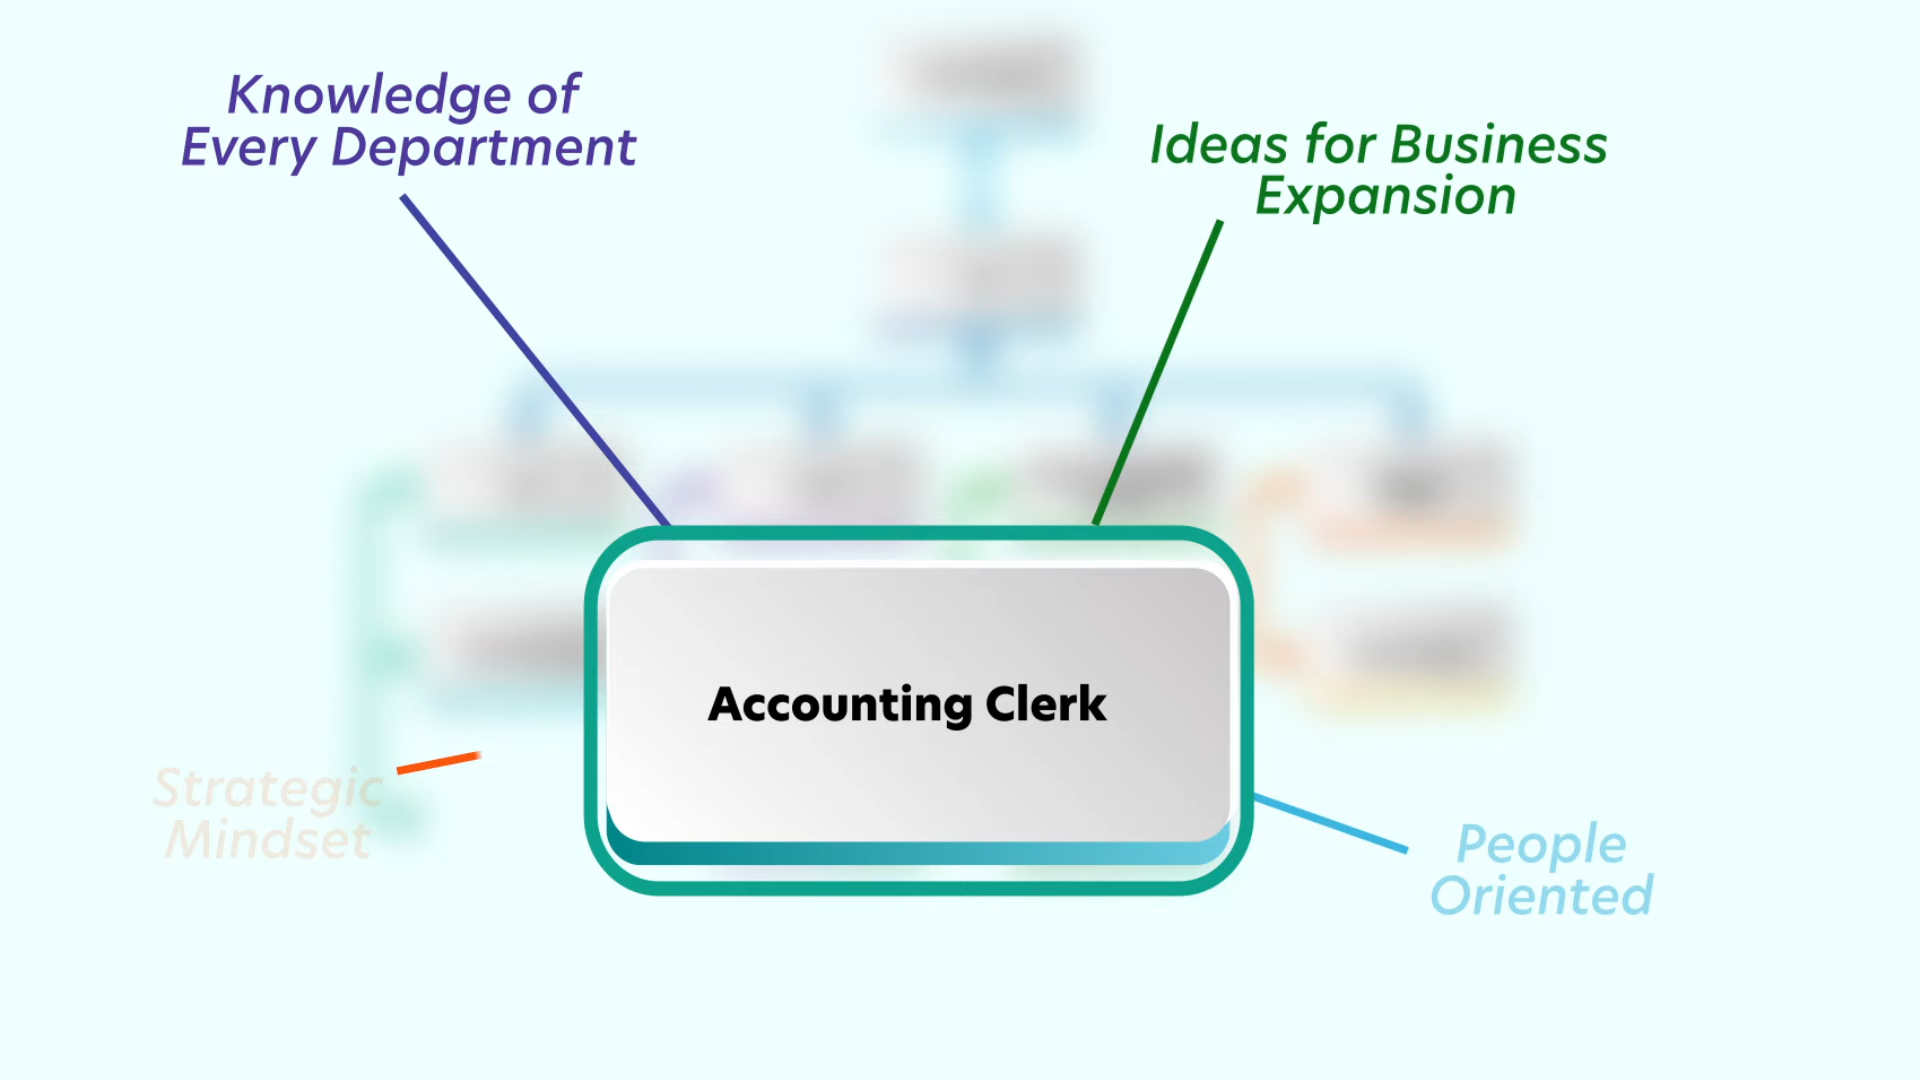 Knowledge of
Every Department
Ideas for Business
Expansion
Accounting Clerk
Strategic
Mindset
People
Oriented